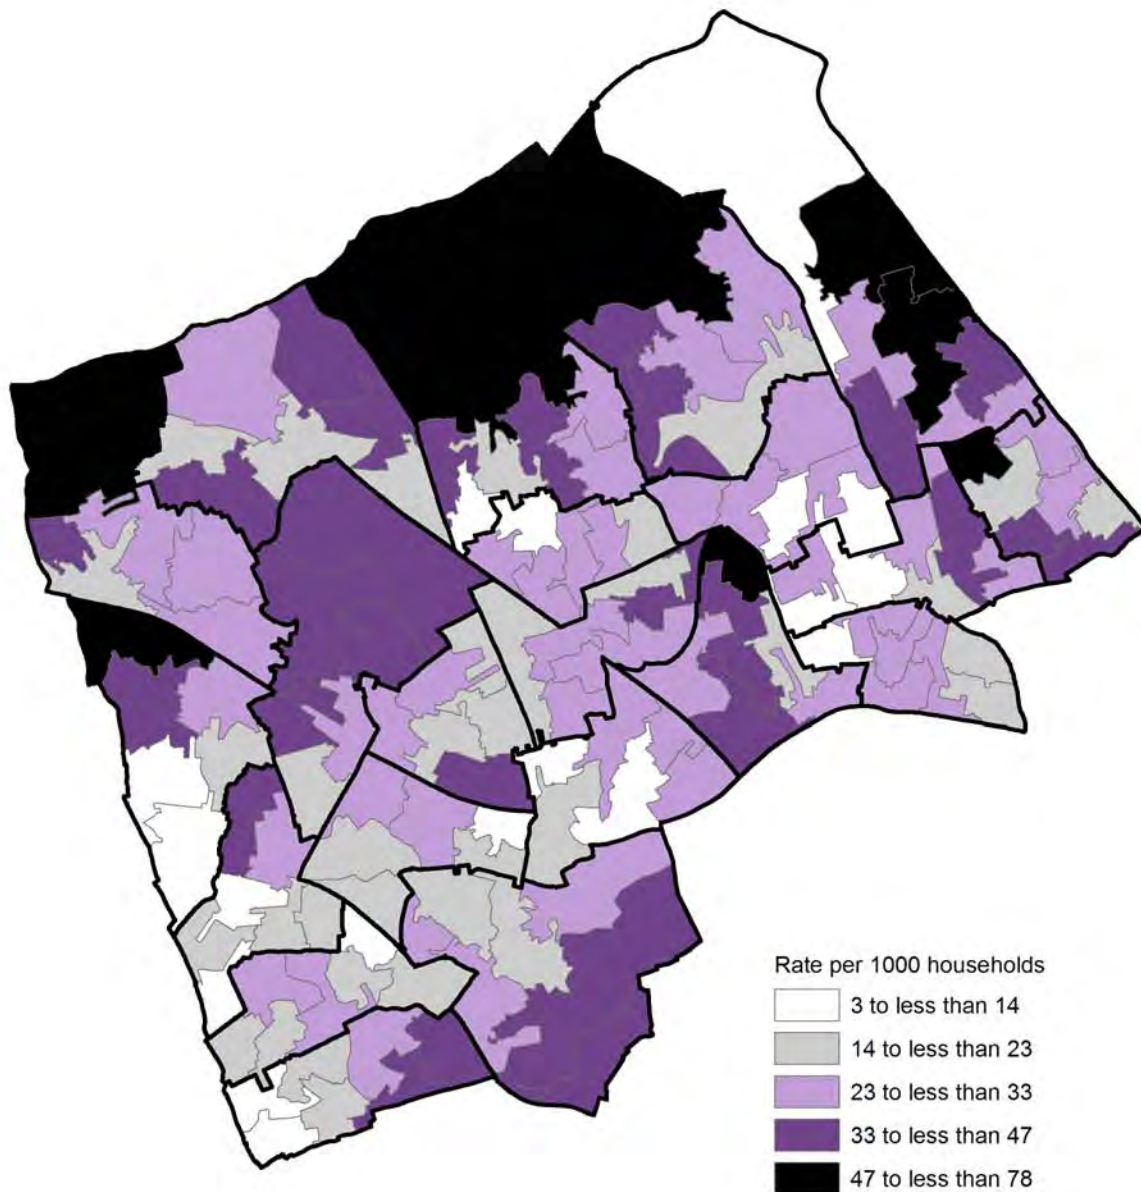 Rate per 1000 households
3 to less than 14
14 to less than 23
23 to less than 33
33 to less than 47
47 to less than 78